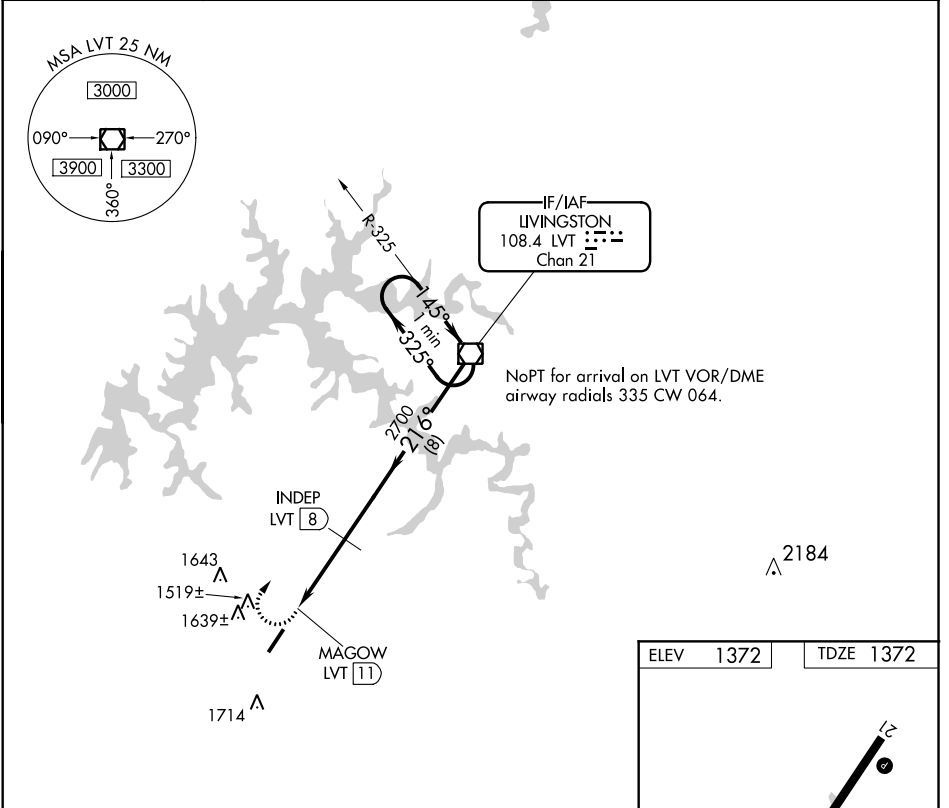 MSA LVT 25 NM
3000
090°
270°
3900
3300
360°
R-325
IF/IAF
LIVINGSTON
108.4 LVT
Chan 21
145°
1 min
325°
NoPT for arrival on LVT VOR/DME
airway radials 335 CW 064.
2700
216°
(8)
INDEP
LVT 8
1643
1519±
1639±
2184
MAGOW
LVT 11
1714
ELEV 1372
TDZE 1372
21
P